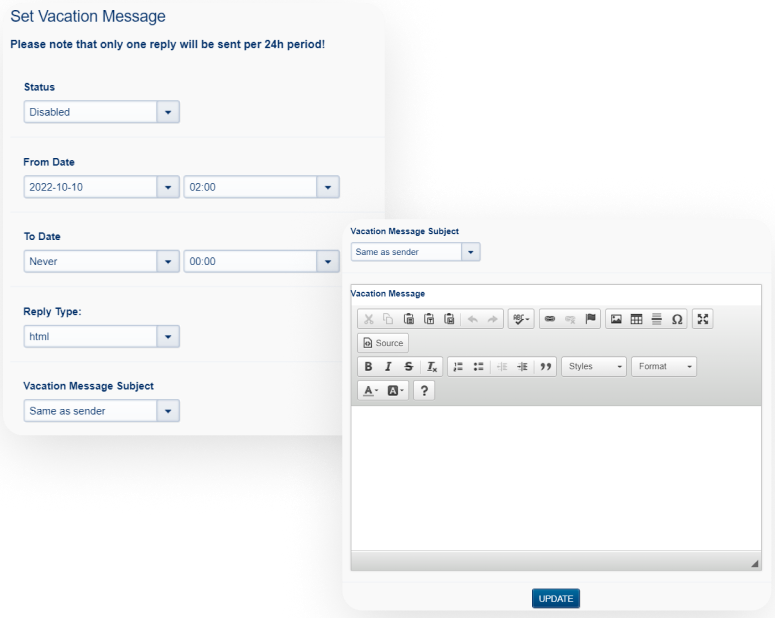 Set Vacation Message
Please note that only one reply will be sent per 24h period!
Status
Disabled
From Date
2022-10-10 02:00
To Date
Never 00:00
Reply Type:
html
Vacation Message Subject
Same as sender
Vacation Message Subject
Same as sender
Vacation Message
ABC Ω
Source
B I S Ix Styles Format
A A ?
UPDATE